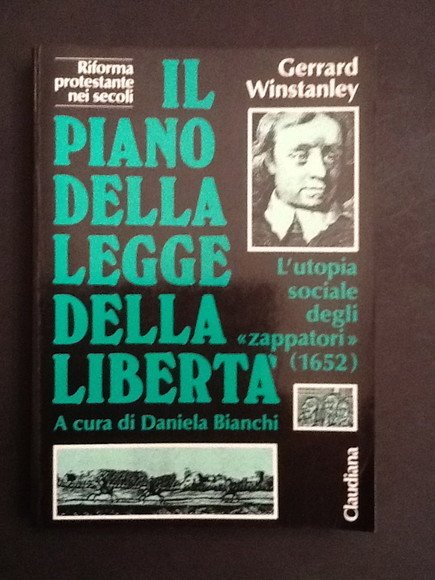 Riforma
protestante
nei secoli
IL
PIANO
DELLA
LEGGE
DELLA
LIBERTÀ
Gerrard
Winstanley
L'utopia
sociale
degli
«zappatori»
(1652)
A cura di Daniela Bianchi
Claudiana